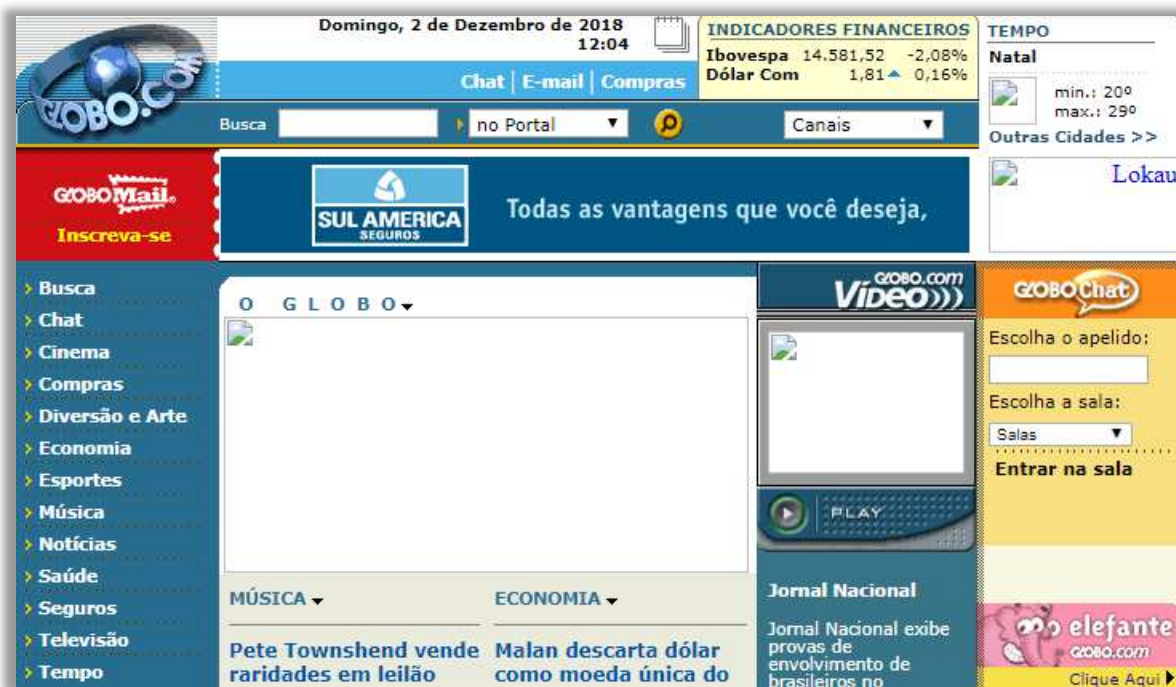 GLOBO.COM
Domingo, 2 de Dezembro de 2018
12:04
Chat | E-mail | Compras
INDICADORES FINANCEIROS
Ibovespa 14.581,52 -2,08%
Dólar Com 1,81 0,16%
TEMPO
Natal
min.: 20º
max.: 29º
Outras Cidades >>
Busca
no Portal
Canais
GLOBOMail.
Inscreva-se
SUL AMERICA
SEGUROS
Todas as vantagens que você deseja,
Lokau
Busca
Chat
Cinema
Compras
Diversão e Arte
Economia
Esportes
Música
Notícias
Saúde
Seguros
Televisão
Tempo
O GLOBO
MÚSICA
Pete Townshend vende
raridades em leilão
ECONOMIA
Malan descarta dólar
como moeda única do
GLOBO.COM
VídEO)))
PLAY
Jornal Nacional
Jornal Nacional exibe
provas de
envolvimento de
brasileiros no
GLOBOChat
Escolha o apelido:
Escolha a sala:
Salas
Entrar na sala
elefante
GLOBO.com
Clique Aqui